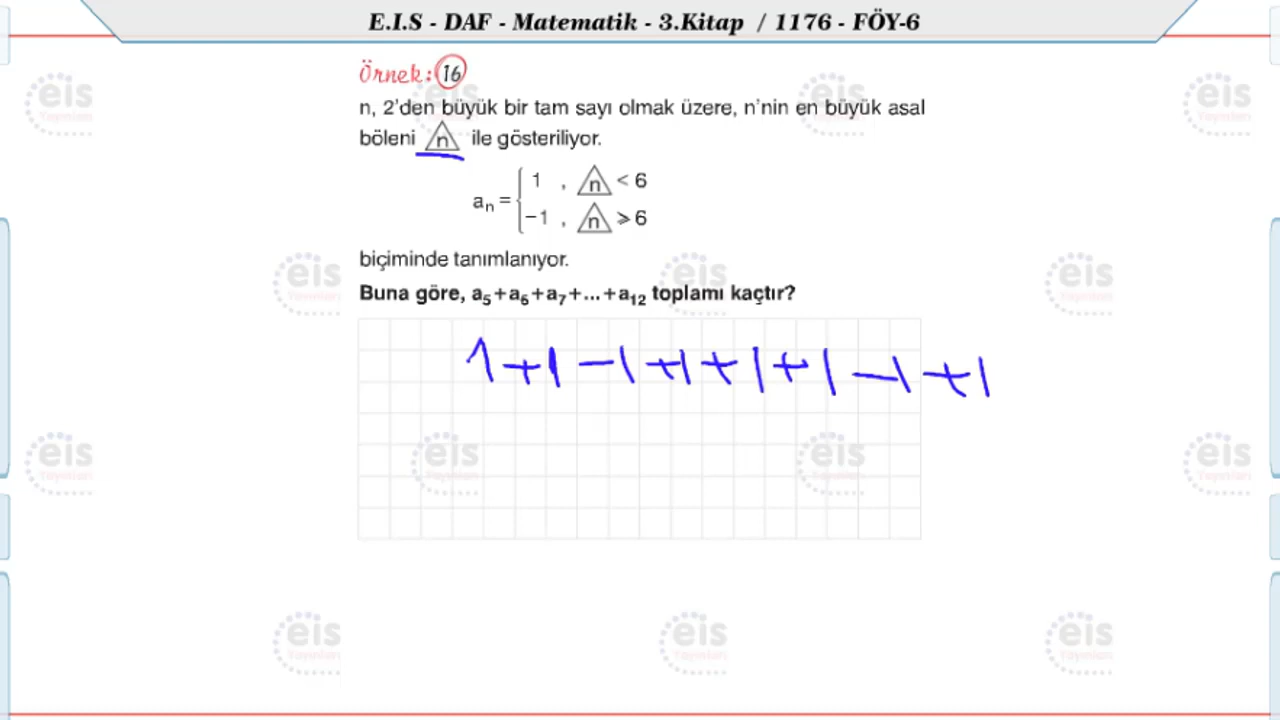 E.I.S - DAF - Matematik - 3.Kitap / 1176 - FÖY-6
Örnek: 16
n, 2'den büyük bir tam sayı olmak üzere, n'nin en büyük asal
böleni n ile gösteriliyor.
1 , n < 6
aₙ =
−1 , n ⩾ 6
biçiminde tanımlanıyor.
Buna göre, a₅+a₆+a₇+...+a₁₂ toplamı kaçtır?
1 + 1 − 1 + 1 + 1 + 1 − 1 + 1
eis
Yayınları